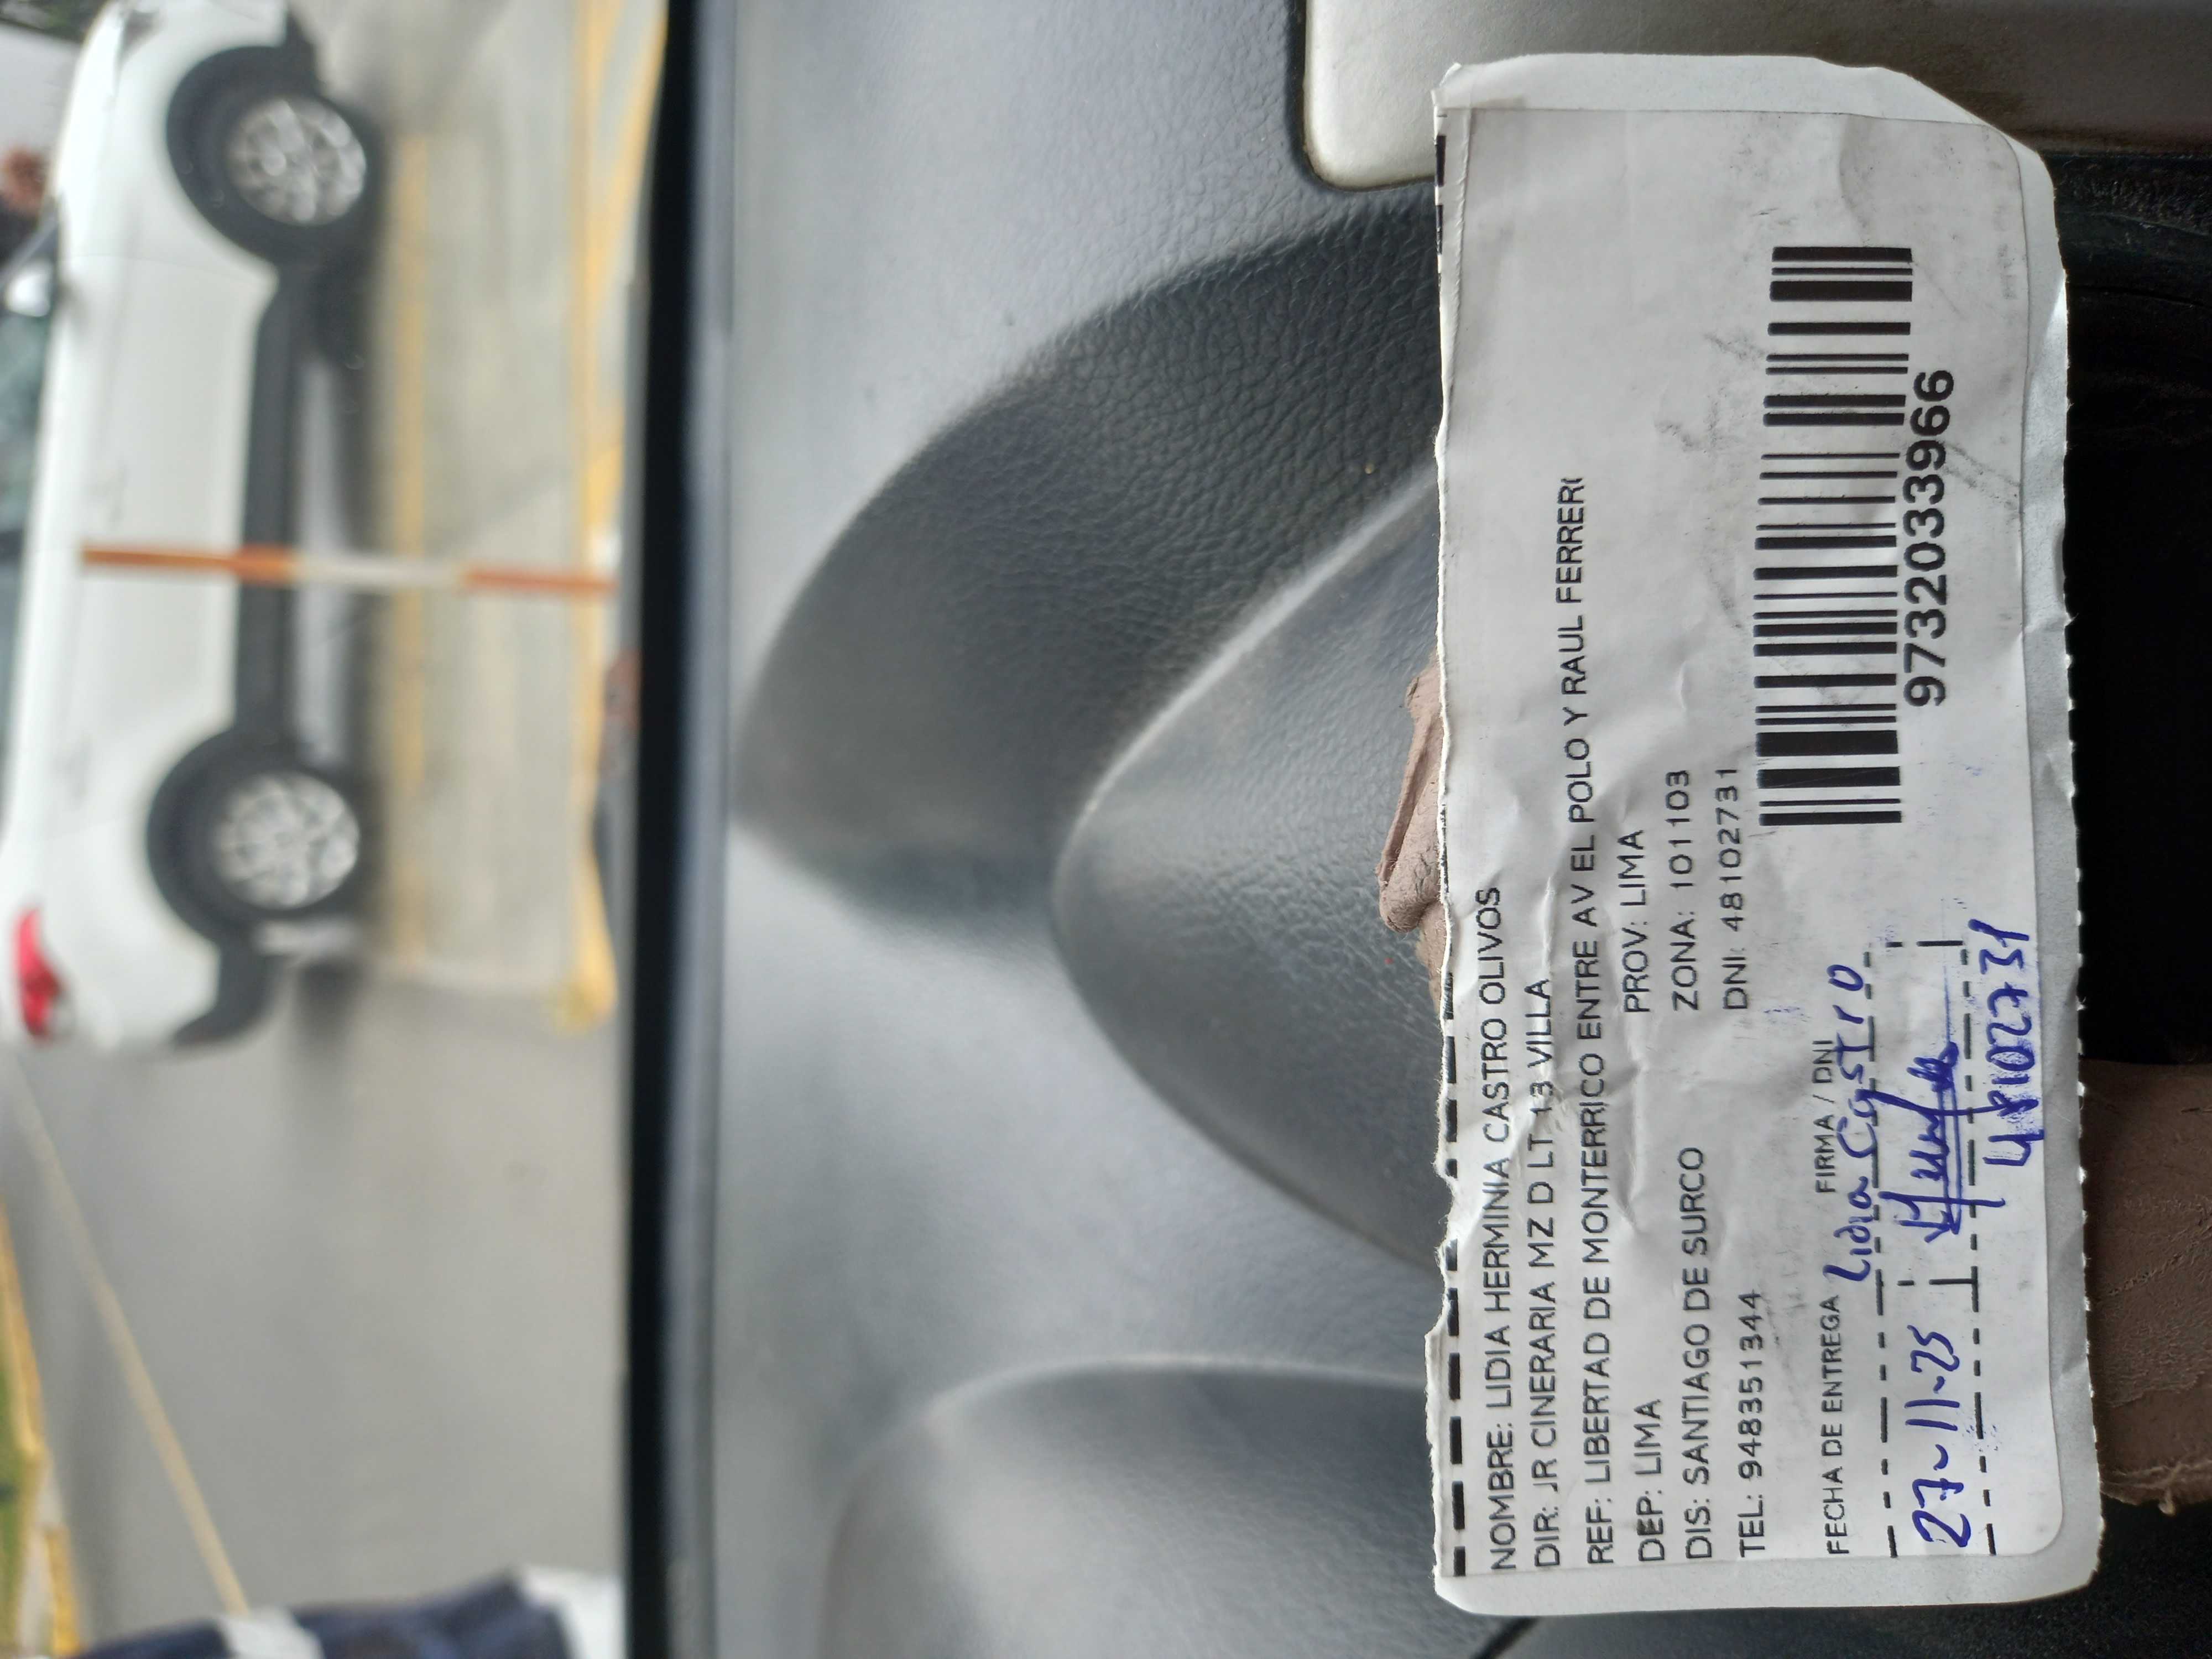 NOMBRE: LIDIA HERMINIA CASTRO OLIVOS
DIR: JR CINERARIA MZ D LT 13 VILLA
REF: LIBERTAD DE MONTERRICO ENTRE AV EL POLO Y RAUL FERRER
DEP: LIMA PROV: LIMA
DIS: SANTIAGO DE SURCO ZONA: 101103
TEL: 948351344 DNI: 48102731
FECHA DE ENTREGA FIRMA / DNI
Lidia Castro
27-11-25
48102731
9732033966